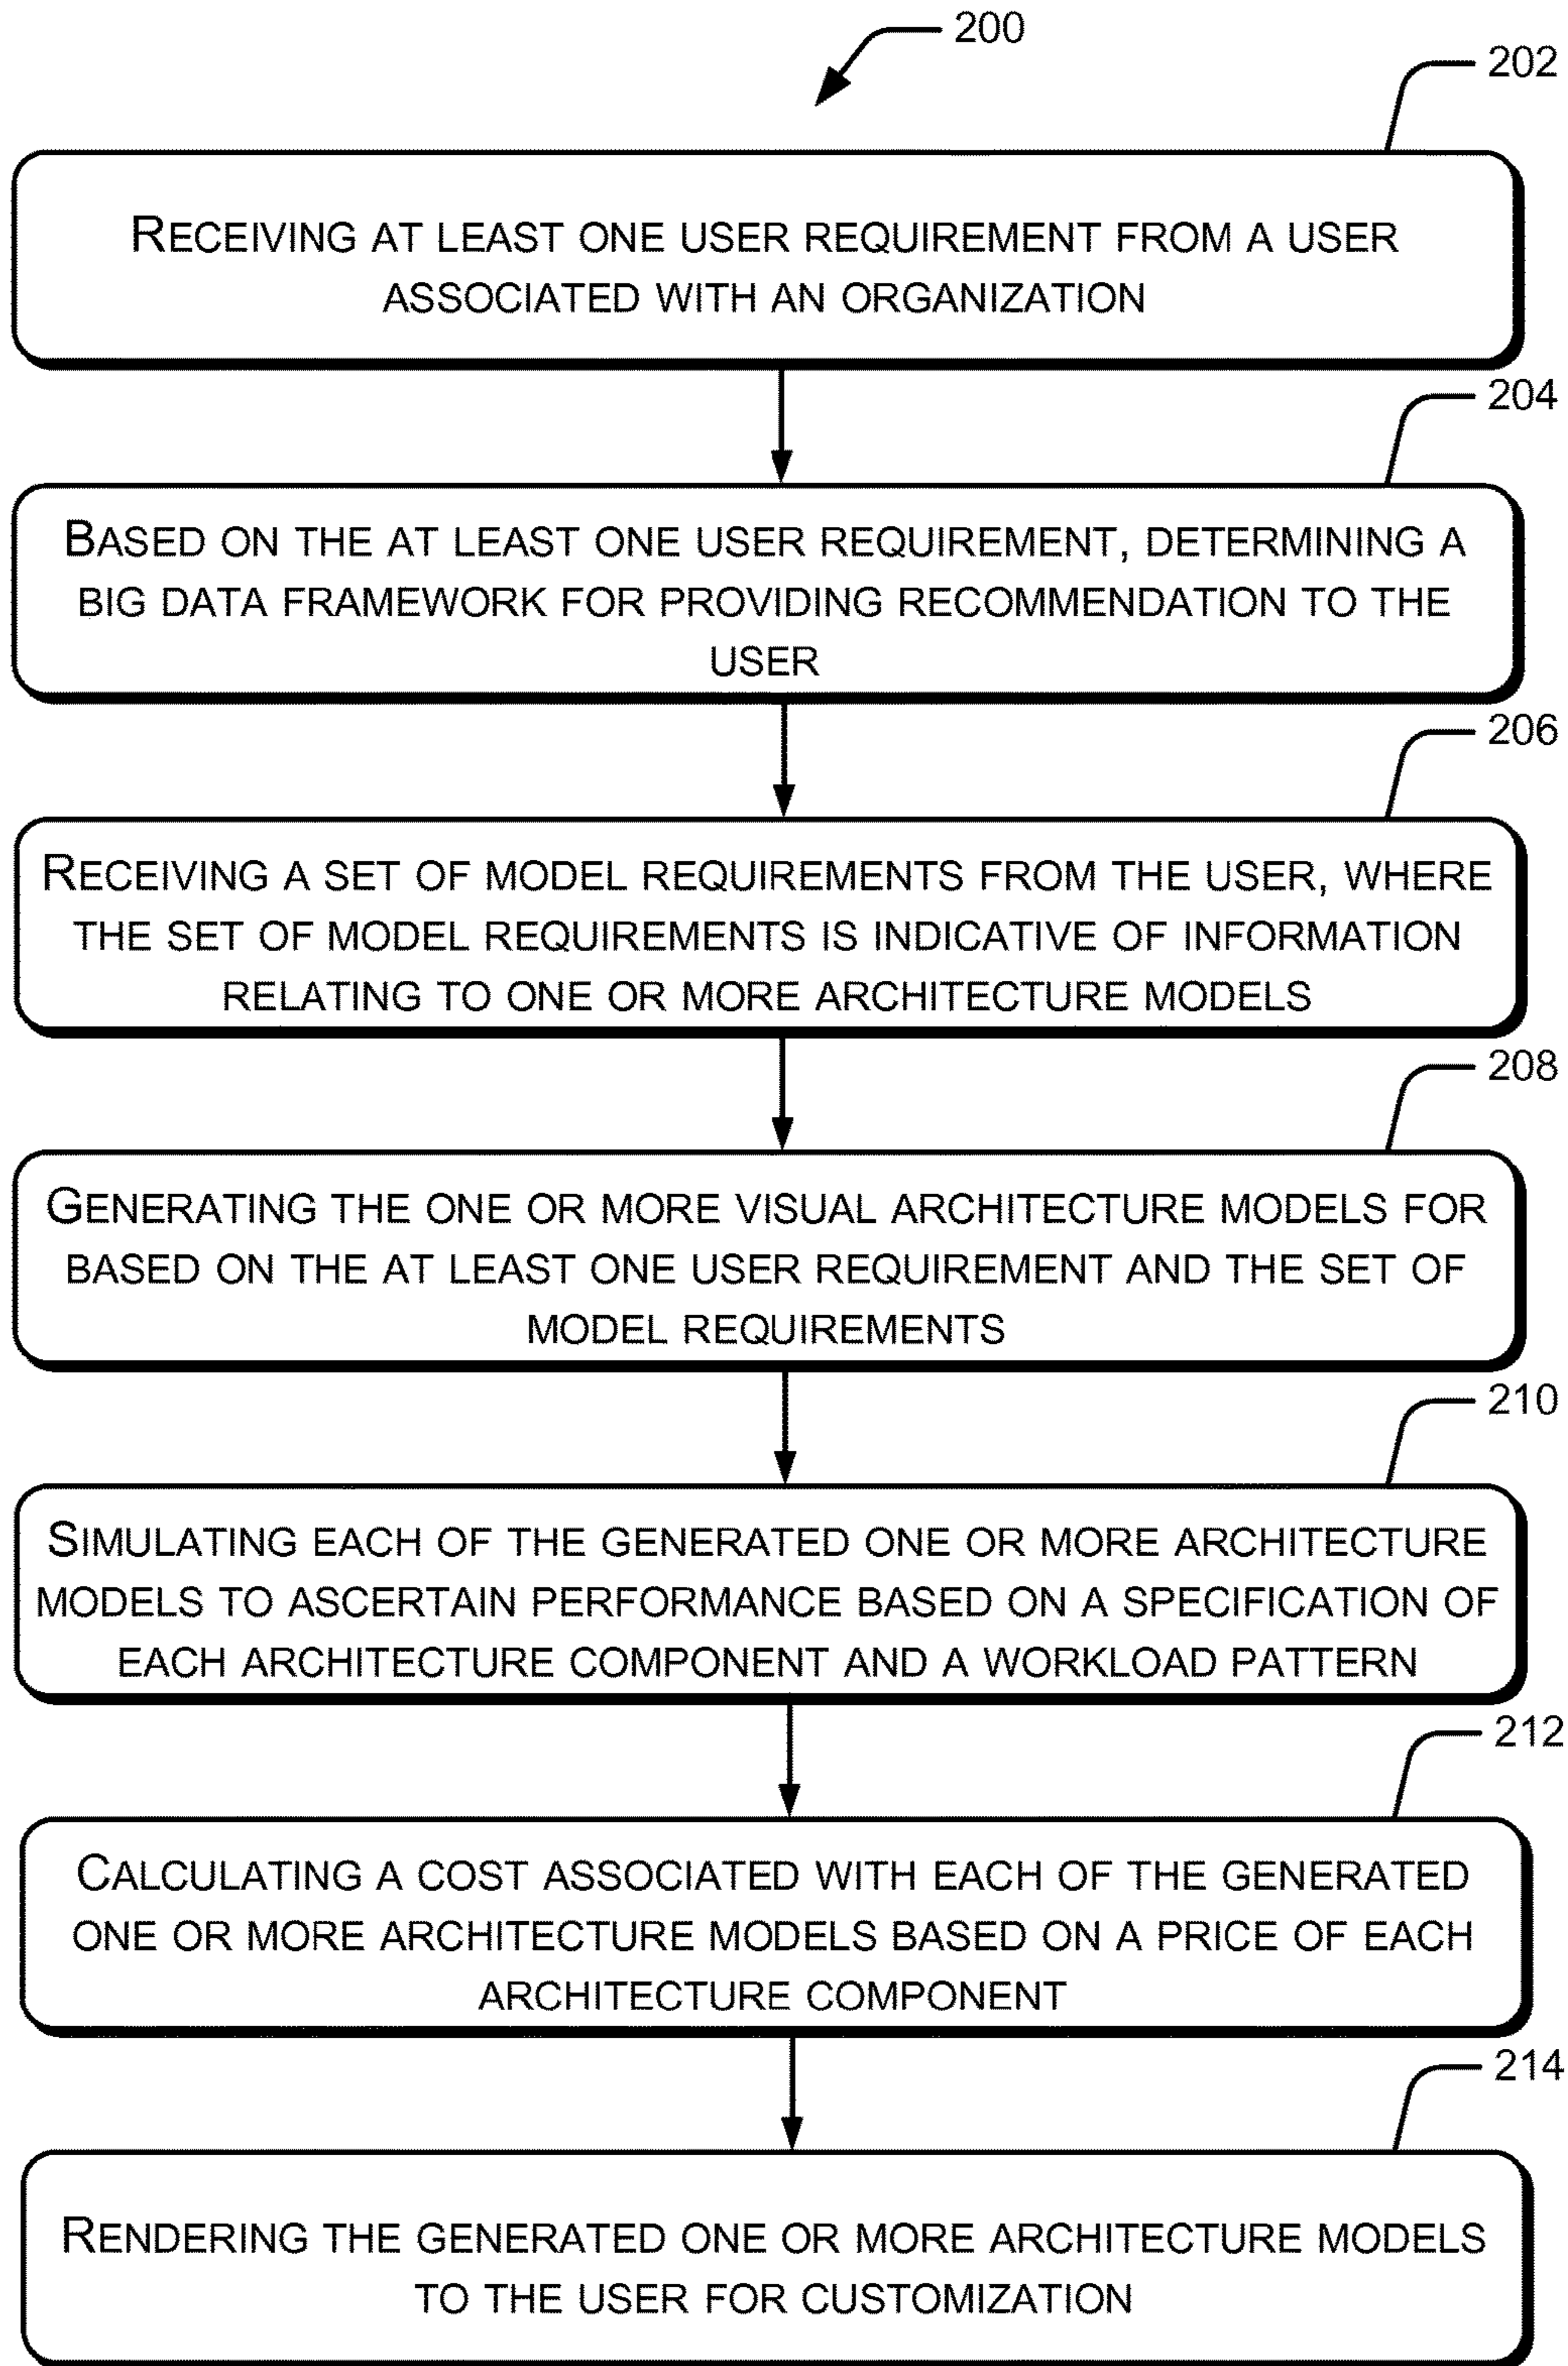 200
202
RECEIVING AT LEAST ONE USER REQUIREMENT FROM A USER
ASSOCIATED WITH AN ORGANIZATION
204
BASED ON THE AT LEAST ONE USER REQUIREMENT, DETERMINING A
BIG DATA FRAMEWORK FOR PROVIDING RECOMMENDATION TO THE
USER
206
RECEIVING A SET OF MODEL REQUIREMENTS FROM THE USER, WHERE
THE SET OF MODEL REQUIREMENTS IS INDICATIVE OF INFORMATION
RELATING TO ONE OR MORE ARCHITECTURE MODELS
208
GENERATING THE ONE OR MORE VISUAL ARCHITECTURE MODELS FOR
BASED ON THE AT LEAST ONE USER REQUIREMENT AND THE SET OF
MODEL REQUIREMENTS
210
SIMULATING EACH OF THE GENERATED ONE OR MORE ARCHITECTURE
MODELS TO ASCERTAIN PERFORMANCE BASED ON A SPECIFICATION OF
EACH ARCHITECTURE COMPONENT AND A WORKLOAD PATTERN
212
CALCULATING A COST ASSOCIATED WITH EACH OF THE GENERATED
ONE OR MORE ARCHITECTURE MODELS BASED ON A PRICE OF EACH
ARCHITECTURE COMPONENT
214
RENDERING THE GENERATED ONE OR MORE ARCHITECTURE MODELS
TO THE USER FOR CUSTOMIZATION